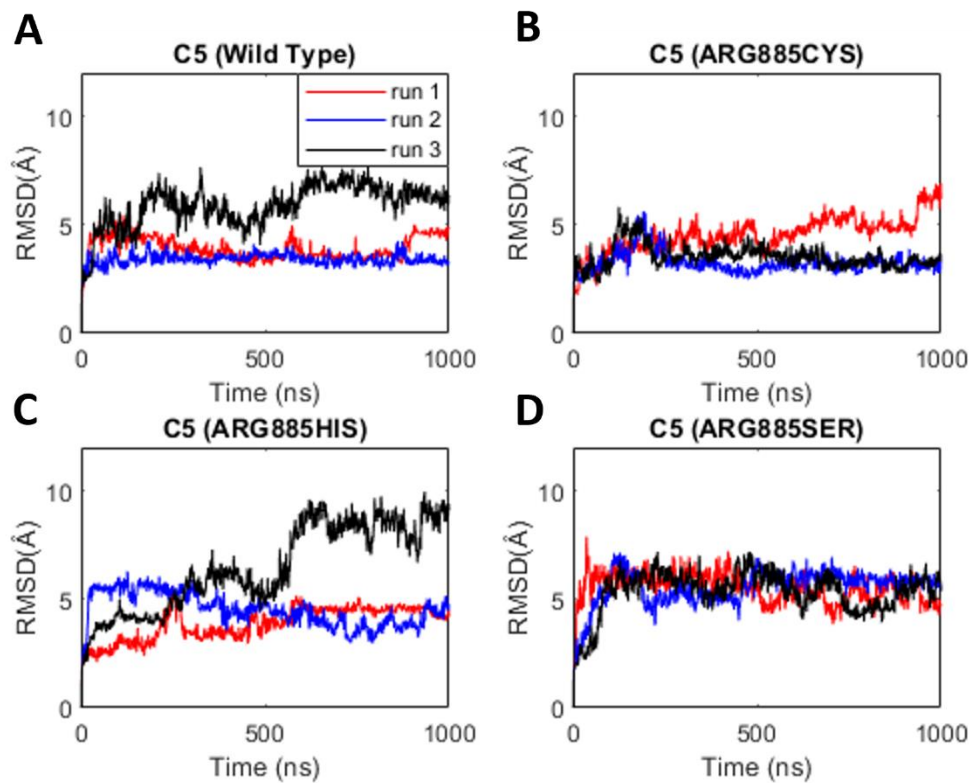 A
C5 (Wild Type)
run 1
run 2
run 3
RMSD(Å)
10
5
0
0
500
1000
Time (ns)
B
C5 (ARG885CYS)
RMSD(Å)
10
5
0
0
500
1000
Time (ns)
C
C5 (ARG885HIS)
RMSD(Å)
10
5
0
0
500
1000
Time (ns)
D
C5 (ARG885SER)
RMSD(Å)
10
5
0
0
500
1000
Time (ns)